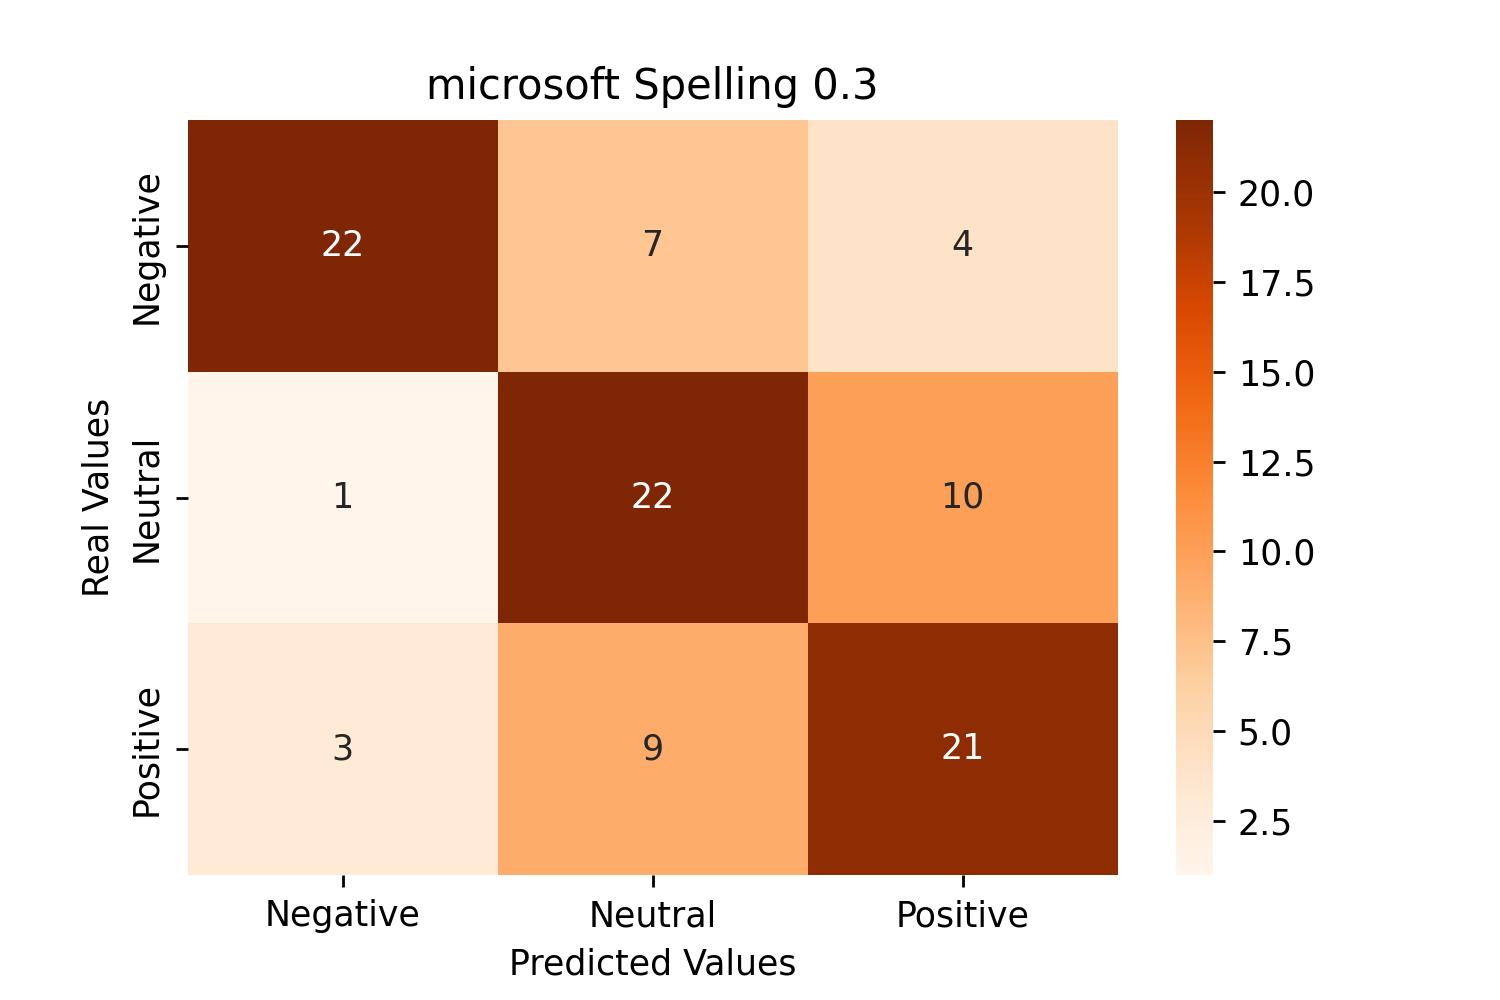 microsoft Spelling 0.3
Real Values
Negative
22 7 4
Neutral
1 22 10
Positive
3 9 21
Negative Neutral Positive
Predicted Values
20.0
17.5
15.0
12.5
10.0
7.5
5.0
2.5